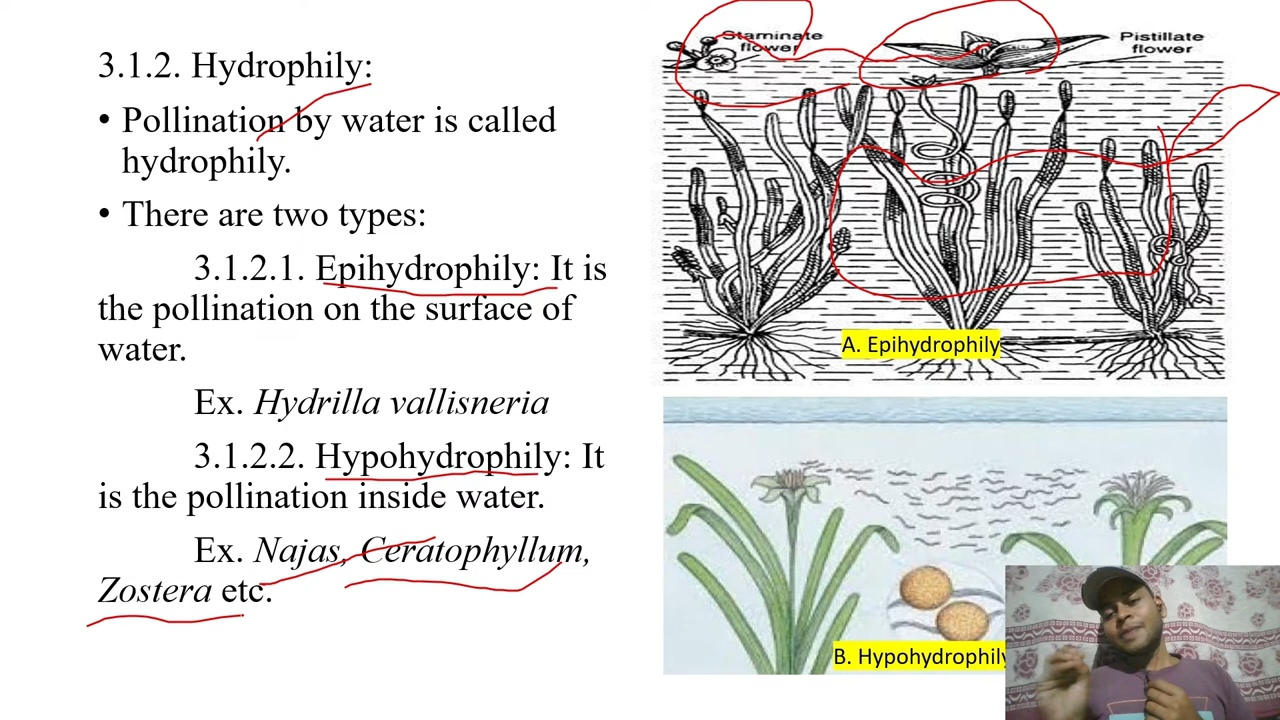 3.1.2. Hydrophily:
• Pollination by water is called
hydrophily.
• There are two types:
3.1.2.1. Epihydrophily: It is
the pollination on the surface of
water.
Ex. Hydrilla vallisneria
3.1.2.2. Hypohydrophily: It
is the pollination inside water.
Ex. Najas, Ceratophyllum,
Zostera etc.
Staminate
flower
Pistillate
flower
A. Epihydrophily
B. Hypohydrophily